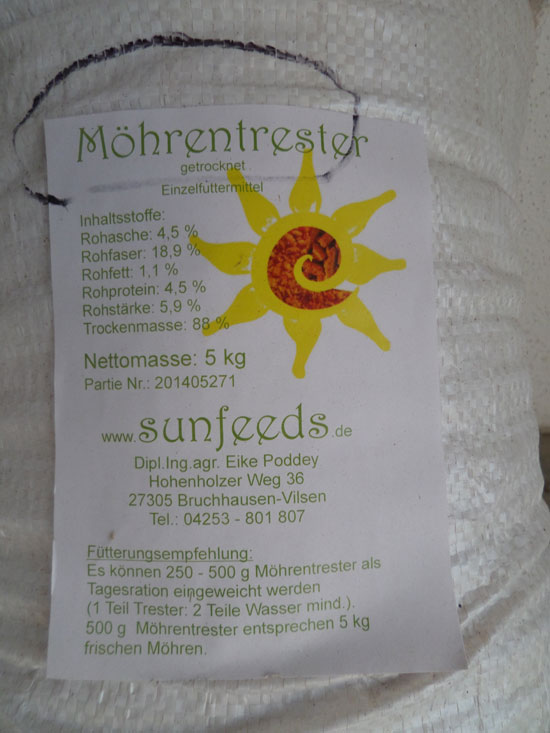 Möhrentrester
getrocknet
Einzelfuttermittel
Inhaltsstoffe:
Rohasche: 4,5 %
Rohfaser: 18,9 %
Rohfett: 1,1 %
Rohprotein: 4,5 %
Rohstärke: 5,9 %
Trockenmasse: 88 %
Nettomasse: 5 kg
Partie Nr.: 201405271
www.sunfeeds.de
Dipl.Ing.agr. Eike Poddey
Hohenholzer Weg 36
27305 Bruchhausen-Vilsen
Tel.: 04253 - 801 807
Fütterungsempfehlung:
Es können 250 - 500 g Möhrentrester als
Tagesration eingeweicht werden
(1 Teil Trester: 2 Teile Wasser mind.).
500 g Möhrentrester entsprechen 5 kg
frischen Möhren.